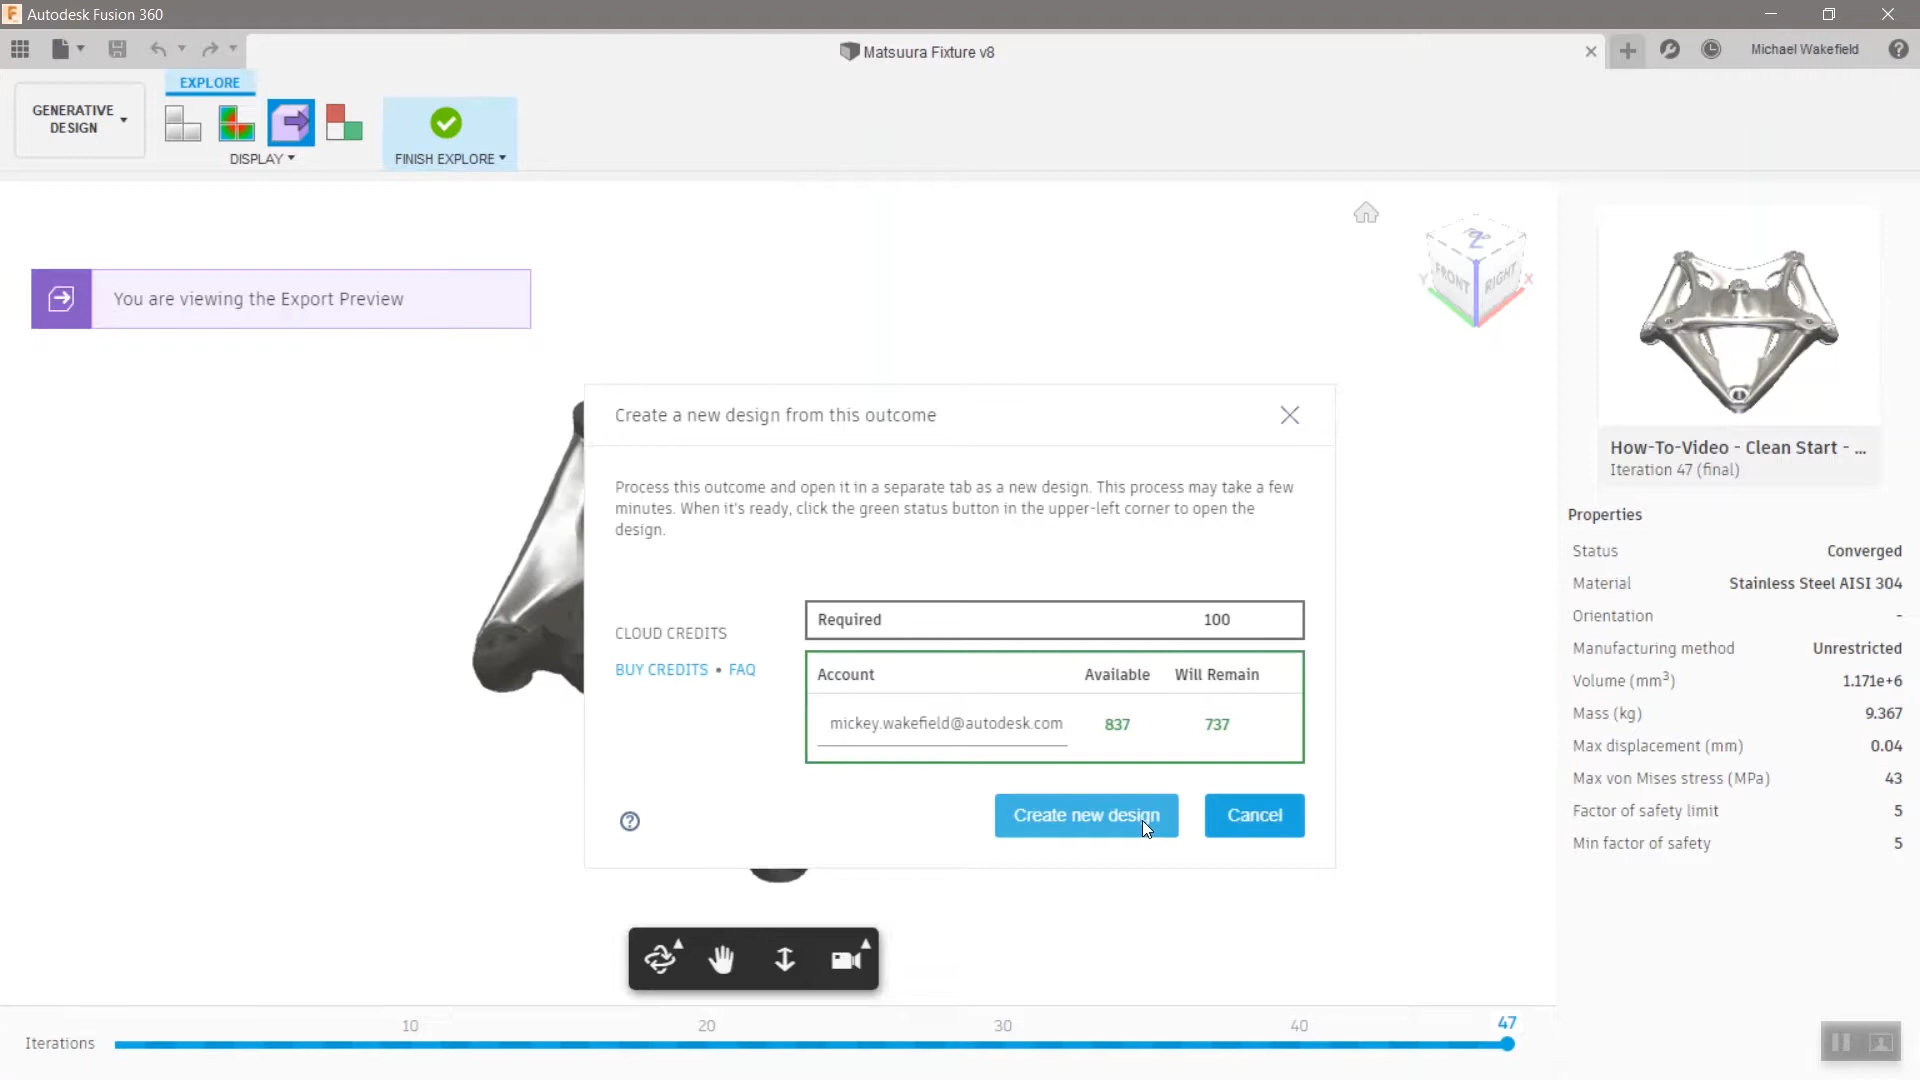 Autodesk Fusion 360
Matsuura Fixture v8
Michael Wakefield
EXPLORE
GENERATIVE
DESIGN
DISPLAY
FINISH EXPLORE
You are viewing the Export Preview
Z
FRONT
RIGHT
Y
X
Create a new design from this outcome
Process this outcome and open it in a separate tab as a new design. This process may take a few
minutes. When it's ready, click the green status button in the upper-left corner to open the
design.
CLOUD CREDITS
BUY CREDITS • FAQ
Required 100
Account Available Will Remain
mickey.wakefield@autodesk.com 837 737
Create new design
Cancel
How-To-Video - Clean Start - ...
Iteration 47 (final)
Properties
Status Converged
Material Stainless Steel AISI 304
Orientation -
Manufacturing method Unrestricted
Volume (mm³) 1.171e+6
Mass (kg) 9.367
Max displacement (mm) 0.04
Max von Mises stress (MPa) 43
Factor of safety limit 5
Min factor of safety 5
10 20 30 40 47
Iterations